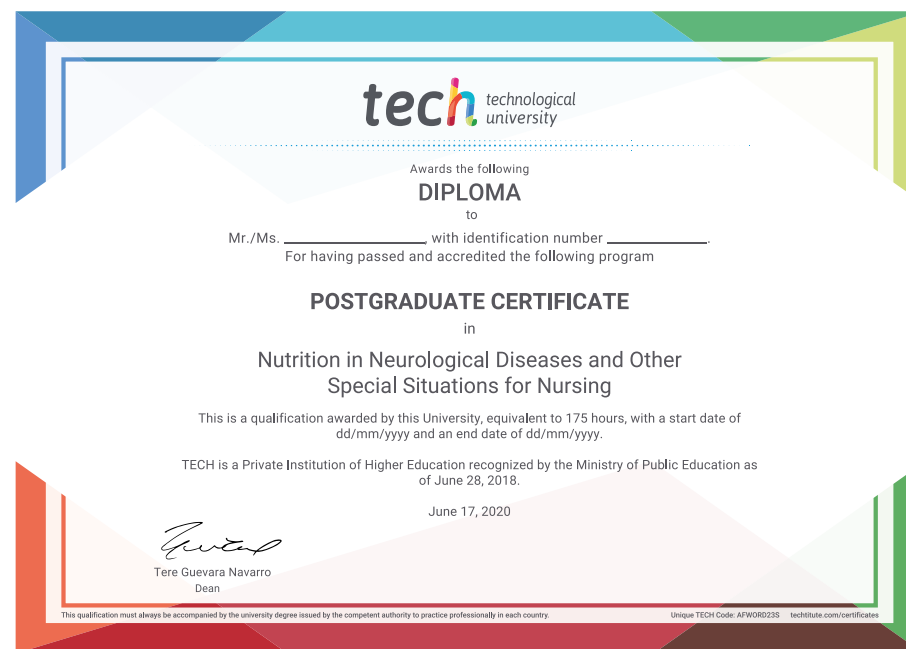 tech technological
university
Awards the following
DIPLOMA
to
Mr./Ms. ____________, with identification number ____________.
For having passed and accredited the following program
POSTGRADUATE CERTIFICATE
in
Nutrition in Neurological Diseases and Other
Special Situations for Nursing
This is a qualification awarded by this University, equivalent to 175 hours, with a start date of
dd/mm/yyyy and an end date of dd/mm/yyyy.
TECH is a Private Institution of Higher Education recognized by the Ministry of Public Education as
of June 28, 2018.
June 17, 2020
Tere Guevara Navarro
Dean
This qualification must always be accompanied by the university degree issued by the competent authority to practice professionally in each country. Unique TECH Code: AFWORD23S techtitute.com/certificates